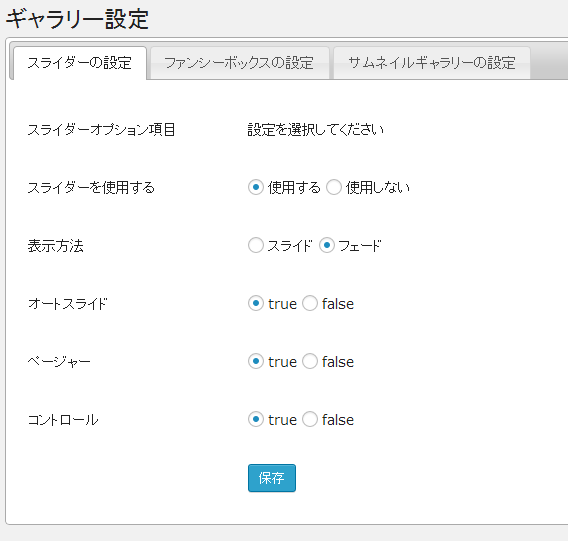 ギャラリー設定
スライダーの設定 ファンシーボックスの設定 サムネイルギャラリーの設定
スライダーオプション項目 設定を選択してください
スライダーを使用する 使用する 使用しない
表示方法 スライド フェード
オートスライド true false
ページャー true false
コントロール true false
保存